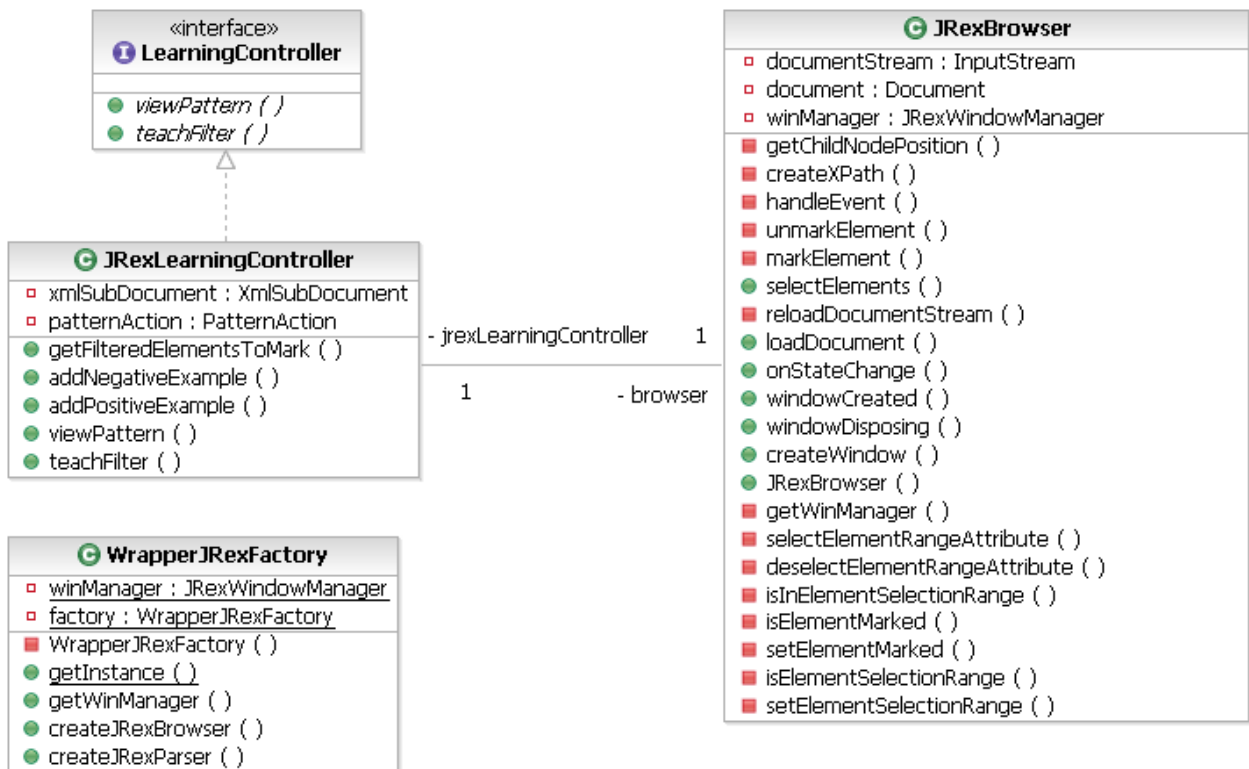 «interface»
I LearningController
viewPattern ( )
teachFilter ( )
C JRexLearningController
xmlSubDocument : XmlSubDocument
patternAction : PatternAction
getFilteredElementsToMark ( )
addNegativeExample ( )
addPositiveExample ( )
viewPattern ( )
teachFilter ( )
- jrexLearningController 1
1 - browser
C WrapperJRexFactory
winManager : JRexWindowManager
factory : WrapperJRexFactory
WrapperJRexFactory ( )
getInstance ( )
getWinManager ( )
createJRexBrowser ( )
createJRexParser ( )
C JRexBrowser
documentStream : InputStream
document : Document
winManager : JRexWindowManager
getChildNodePosition ( )
createXPath ( )
handleEvent ( )
unmarkElement ( )
markElement ( )
selectElements ( )
reloadDocumentStream ( )
loadDocument ( )
onStateChange ( )
windowCreated ( )
windowDisposing ( )
createWindow ( )
JRexBrowser ( )
getWinManager ( )
selectElementRangeAttribute ( )
deselectElementRangeAttribute ( )
isInElementSelectionRange ( )
isElementMarked ( )
setElementMarked ( )
isElementSelectionRange ( )
setElementSelectionRange ( )